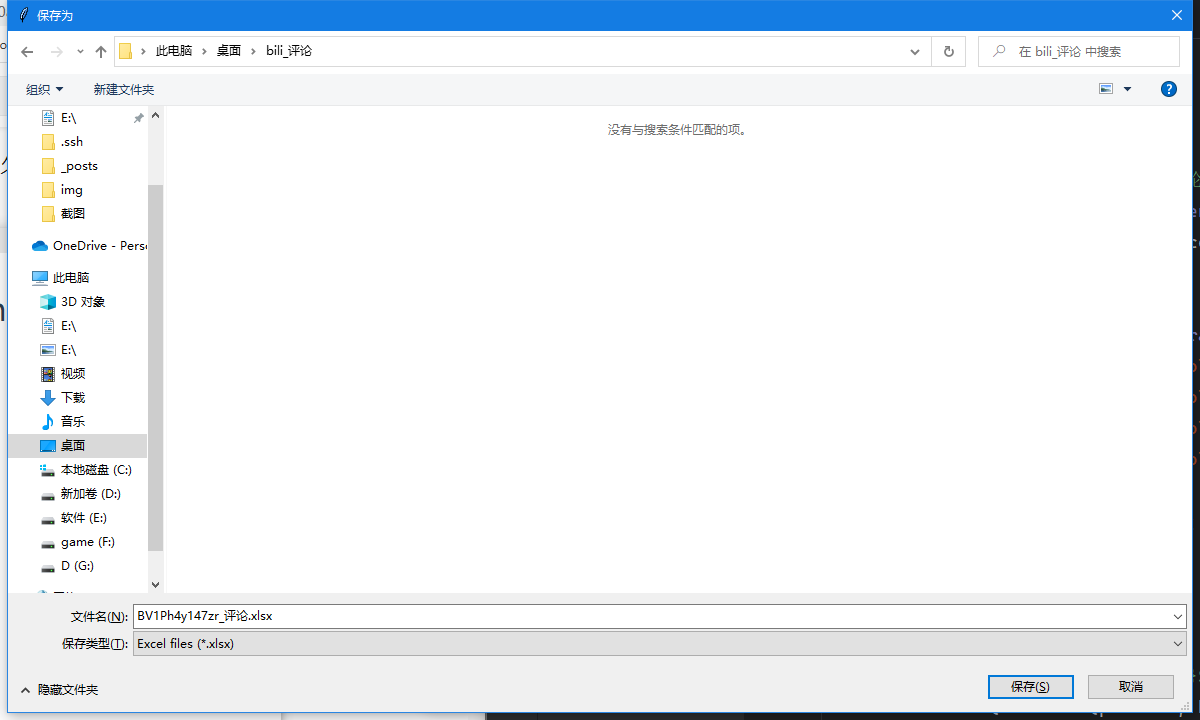 保存为
此电脑 › 桌面 › bili_评论
在 bili_评论 中搜索
组织 新建文件夹
没有与搜索条件匹配的项。
E:\
.ssh
_posts
img
截图
OneDrive - Pers
此电脑
3D 对象
E:\
E:\
视频
下载
音乐
桌面
本地磁盘 (C:)
新加卷 (D:)
软件 (E:)
game (F:)
D (G:)
文件名(N): BV1Ph4y147zr_评论.xlsx
保存类型(T): Excel files (*.xlsx)
隐藏文件夹
保存(S) 取消